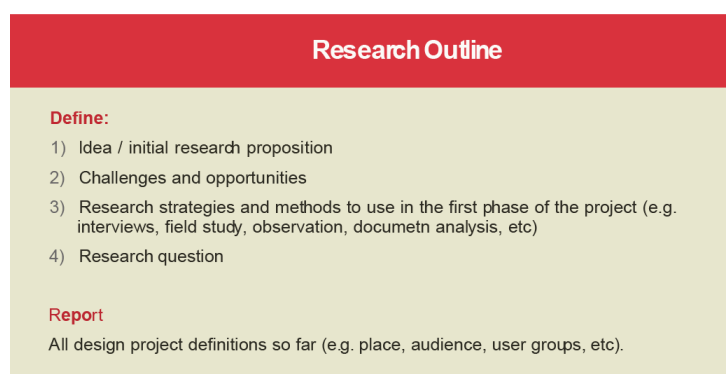 Research Outline
Define:
1) Idea / initial research proposition
2) Challenges and opportunities
3) Research strategies and methods to use in the first phase of the project (e.g.
interviews, field study, observation, documetn analysis, etc)
4) Research question
Report
All design project definitions so far (e.g. place, audience, user groups, etc).